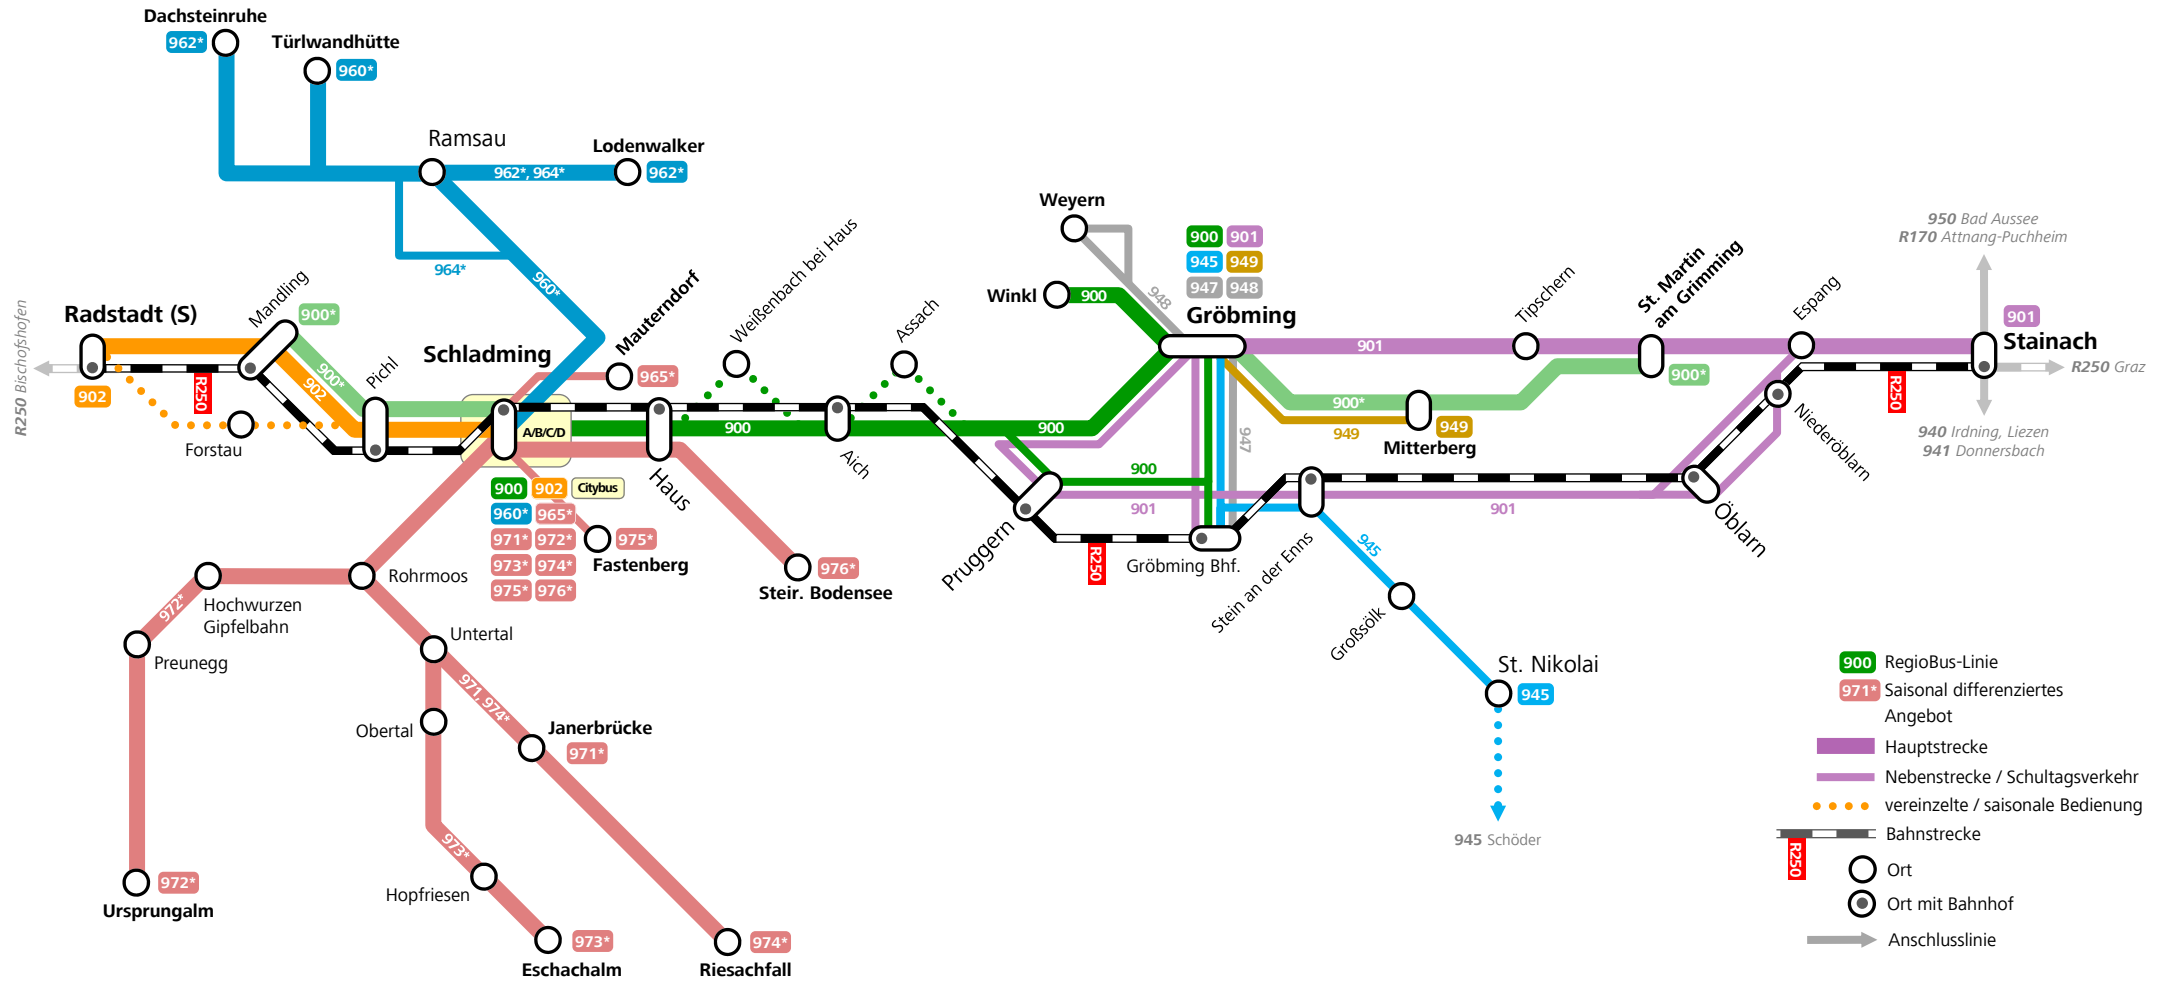 Dachsteinruhe
962*
Türlwandhütte
960*
Ramsau
Lodenwalker
962*, 964*
962*
964*
960*
Weyern
948
Winkl
900
900 901
945 949
947 948
Gröbming
950 Bad Aussee
R170 Attnang-Puchheim
R250 Bischofshofen
Radstadt (S)
902
Mandling
900*
R250
900*
902
Pichl
Forstau
Schladming
A/B/C/D
Mauterndorf
965*
Weißenbach bei Haus
Assach
Haus
900
Aich
900
901
Tipschern
St. Martin
am Grimming
900*
Espang
901
Stainach
R250 Graz
R250
940 Irdning, Liezen
941 Donnersbach
900*
949
949
Mitterberg
947
Niederöblarn
Öblarn
900
901
901
Pruggern
R250
Gröbming Bhf.
Stein an der Enns
945
Großsölk
St. Nikolai
945
945 Schöder
900 902 Citybus
960* 965*
971* 972*
973* 974*
975* 976*
975*
Fastenberg
976*
Steir. Bodensee
Rohrmoos
Hochwurzen
Gipfelbahn
972*
Preunegg
972*
Ursprungalm
Untertal
971, 974*
Obertal
Janerbrücke
971*
973*
Hopfriesen
973*
Eschachalm
974*
Riesachfall
900 RegioBus-Linie
971* Saisonal differenziertes
Angebot
Hauptstrecke
Nebenstrecke / Schultagsverkehr
vereinzelte / saisonale Bedienung
Bahnstrecke
R250
Ort
Ort mit Bahnhof
Anschlusslinie